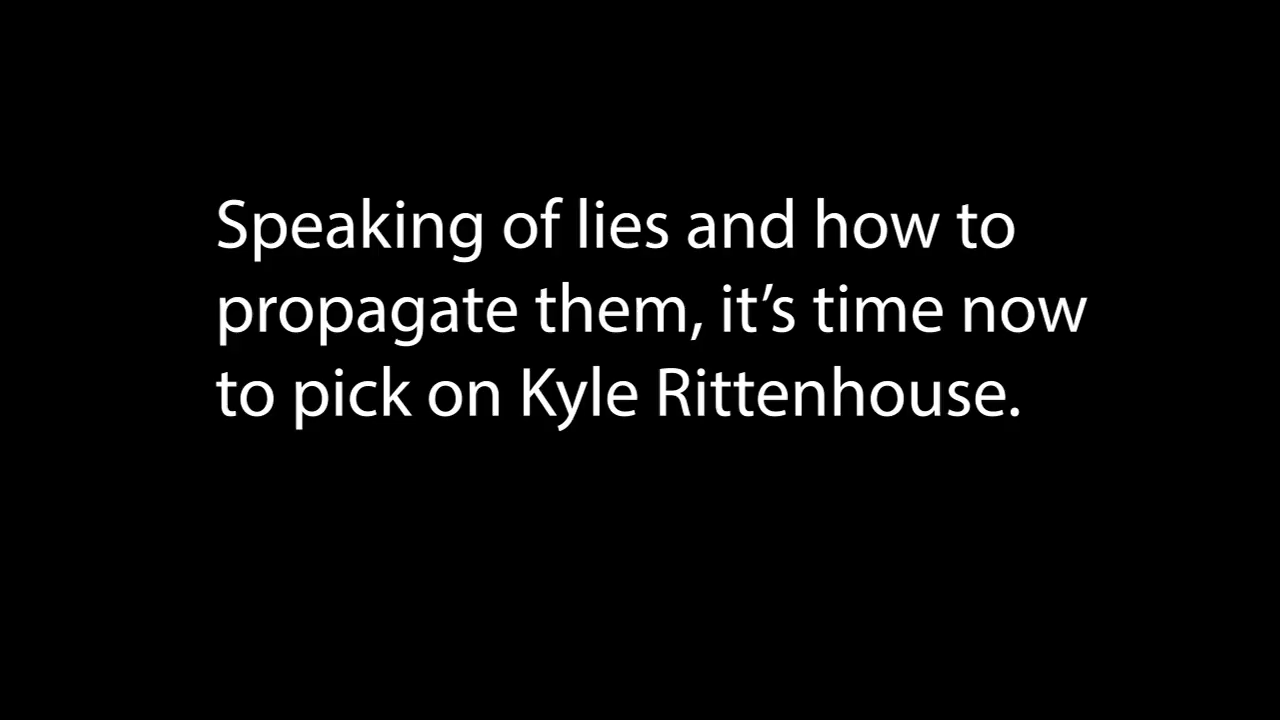 Speaking of lies and how to
propagate them, it’s time now
to pick on Kyle Rittenhouse.